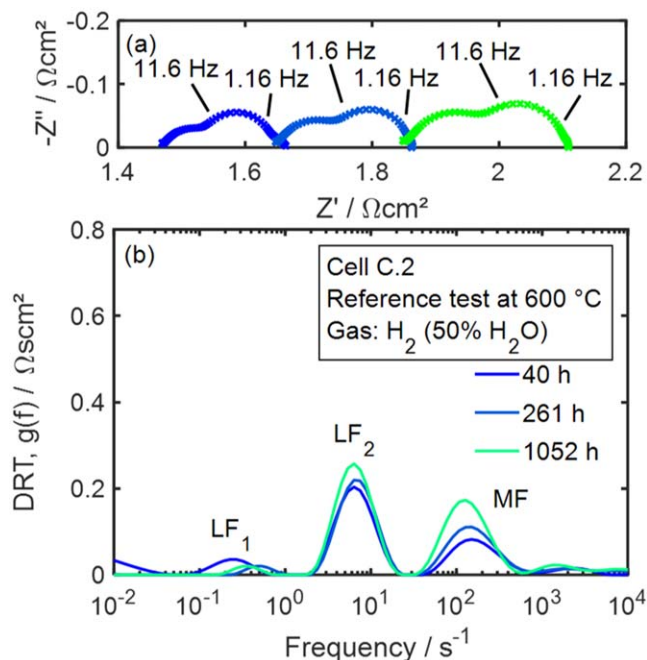 (a)
11.6 Hz
1.16 Hz
11.6 Hz
1.16 Hz
11.6 Hz
1.16 Hz
-0.2
-0.1
0
-Z" / Ωcm²
1.4
1.6
1.8
2
2.2
Z' / Ωcm²
(b)
0.8
0.6
0.4
0.2
0
DRT, g(f) / Ωscm²
Cell C.2
Reference test at 600 °C
Gas: H₂ (50% H₂O)
40 h
261 h
1052 h
LF₁
LF₂
MF
10⁻²
10⁻¹
10⁰
10¹
10²
10³
10⁴
Frequency / s⁻¹